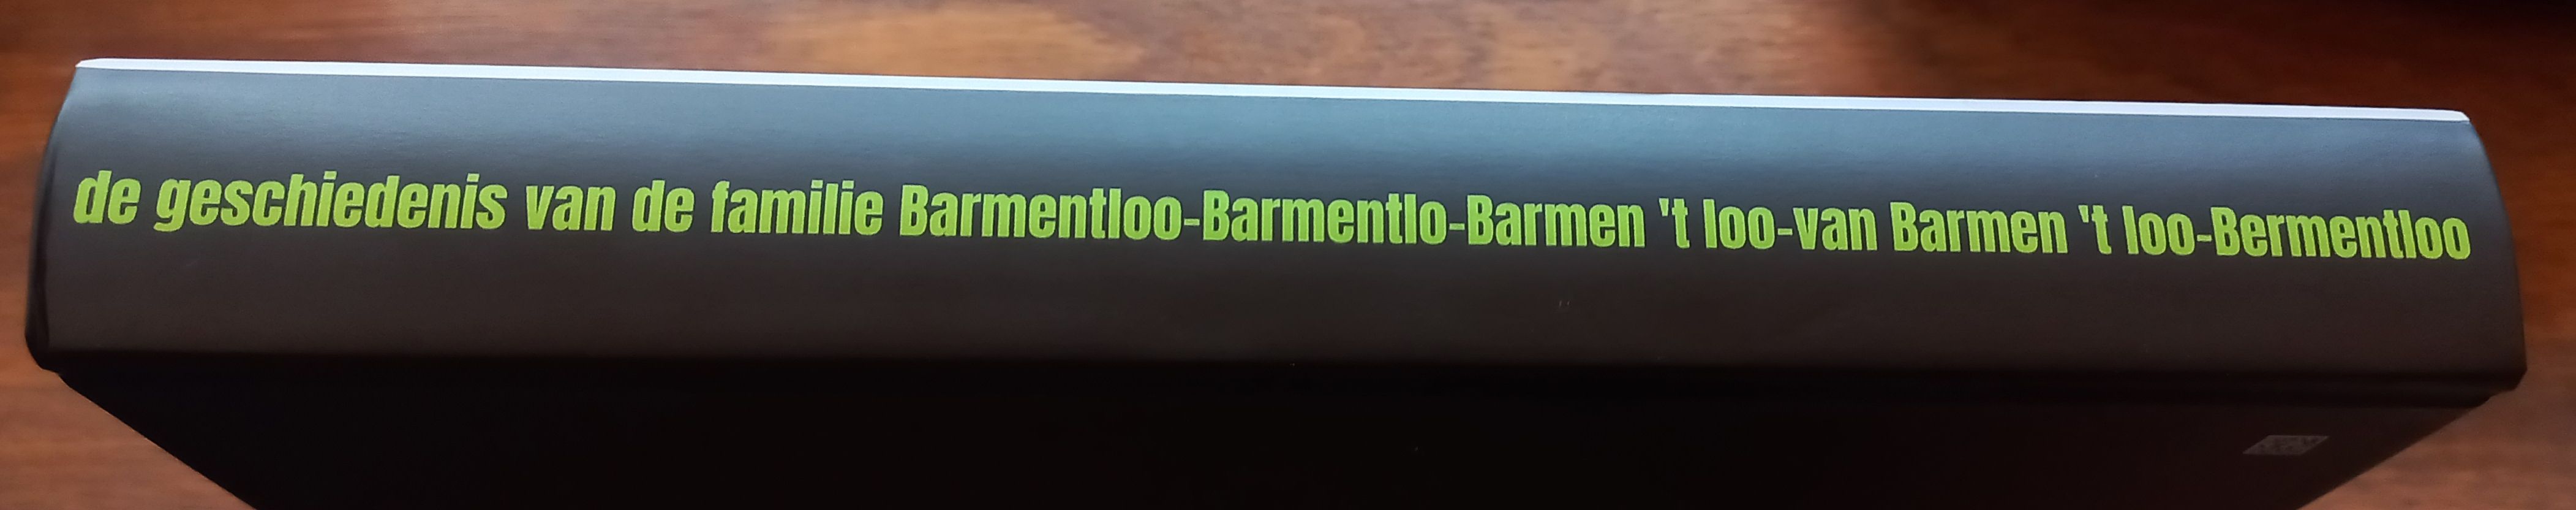 de geschiedenis van de familie Barmentloo-Barmentlo-Barmen 't loo-van Barmen 't loo-Bermentloo